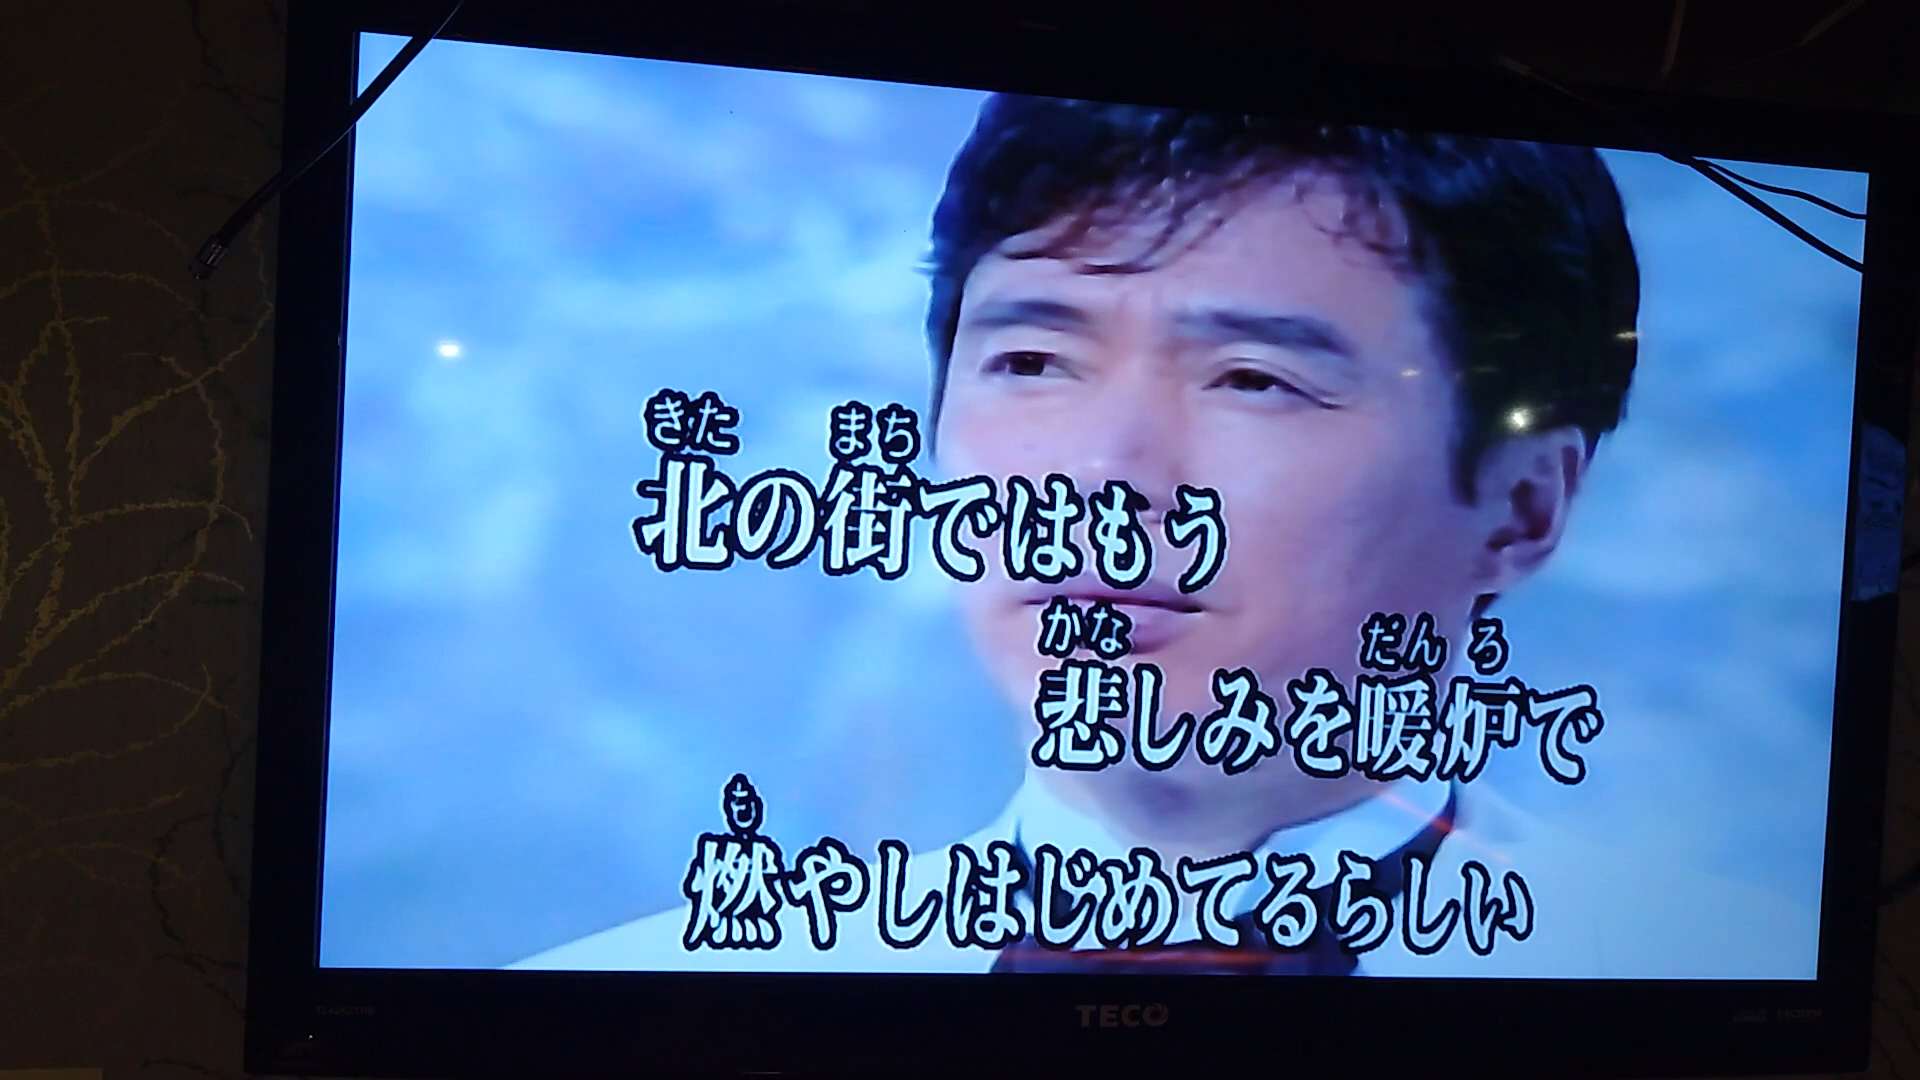 きた まち
北の街ではもう
かな だん ろ
悲しみを暖炉で
も
燃やしはじめてるらしい
TECO
HDMI